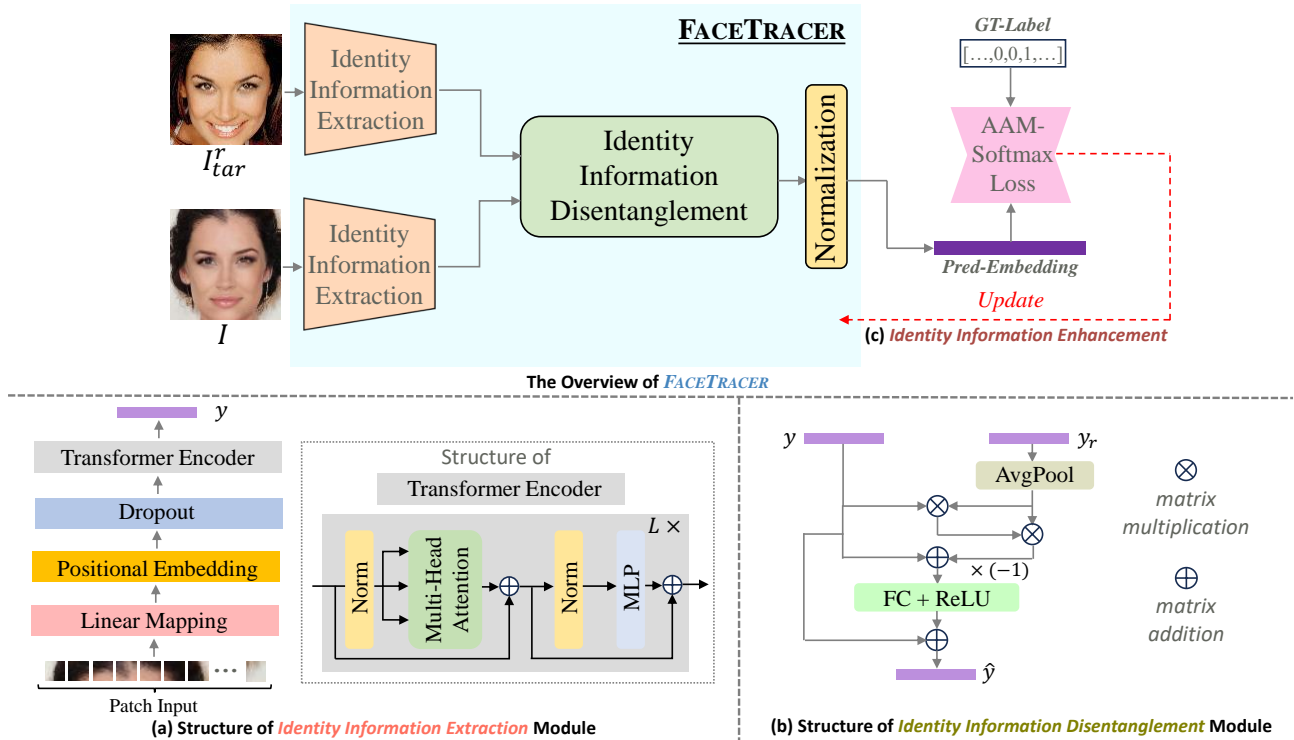 FACETRACER
Identity
Information
Extraction
I^r_{tar}
Identity
Information
Extraction
I
Identity
Information
Disentanglement
Normalization
GT-Label
[…,0,0,1,…]
AAM-
Softmax
Loss
Pred-Embedding
Update
(c) Identity Information Enhancement
The Overview of FACETRACER
y
Transformer Encoder
Dropout
Positional Embedding
Linear Mapping
...
Patch Input
Structure of
Transformer Encoder
L ×
Norm
Multi-Head
Attention
Norm
MLP
(a) Structure of Identity Information Extraction Module
y
y_r
AvgPool
× (−1)
FC + ReLU
ŷ
matrix
multiplication
matrix
addition
(b) Structure of Identity Information Disentanglement Module